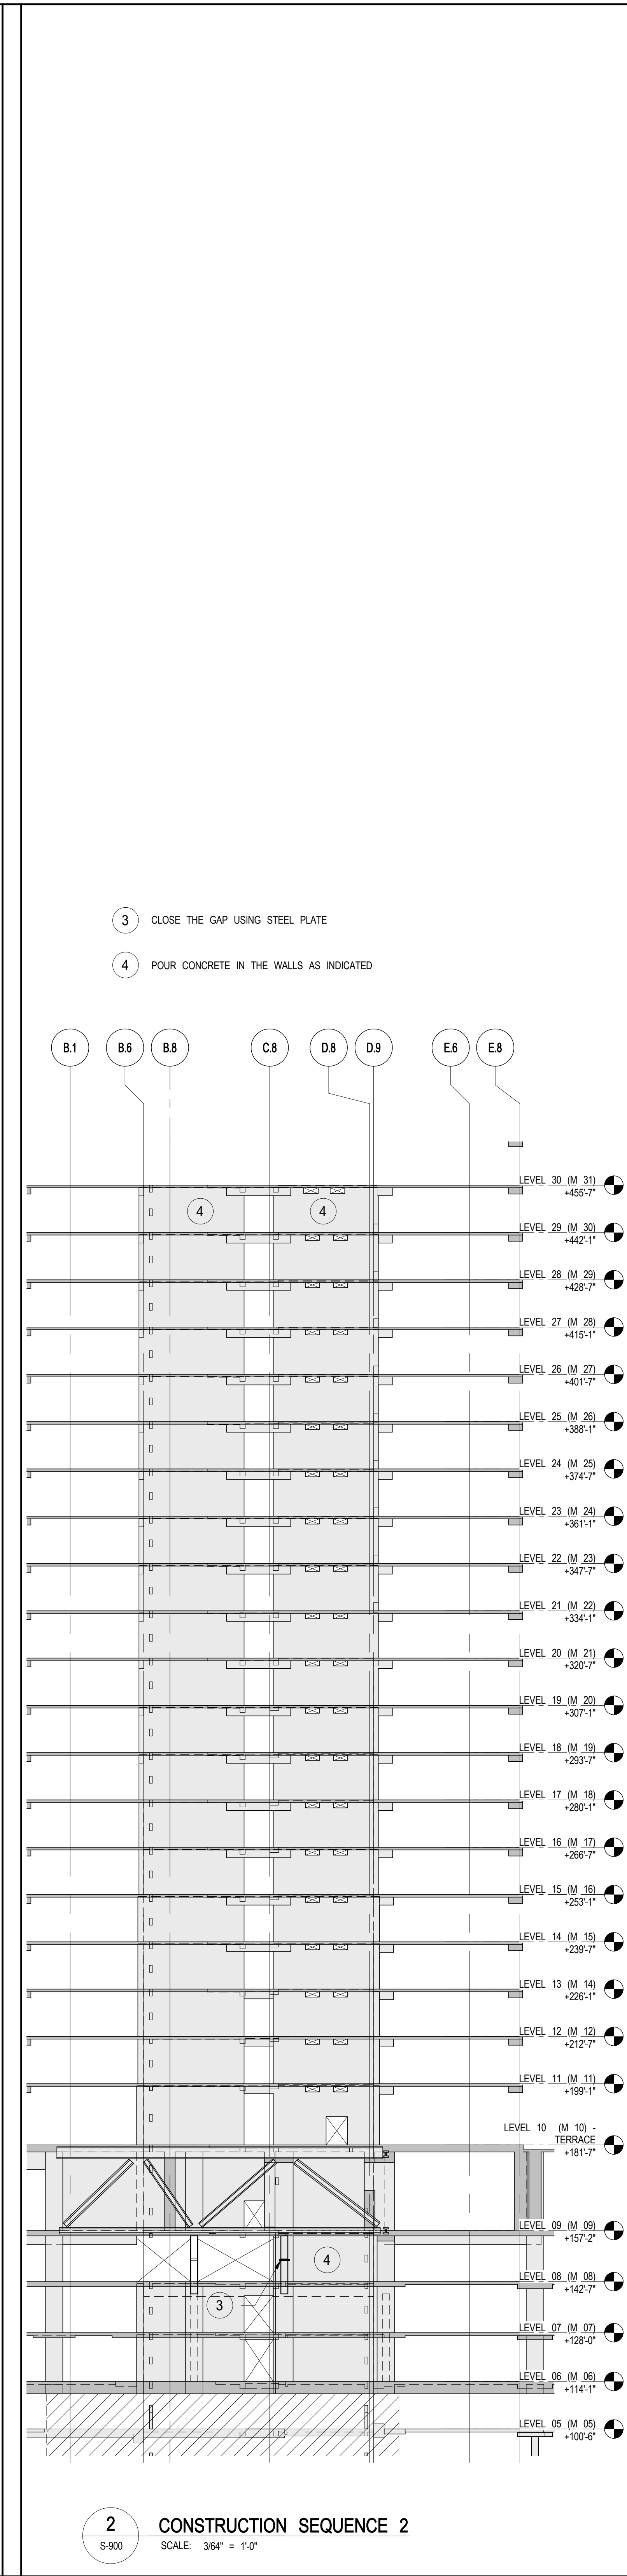 3 CLOSE THE GAP USING STEEL PLATE
4 POUR CONCRETE IN THE WALLS AS INDICATED
B.1 B.6 B.8 C.8 D.8 D.9 E.6 E.8
LEVEL 30 (M 31)
+455'-7"
4 4
LEVEL 29 (M 30)
+442'-1"
LEVEL 28 (M 29)
+428'-7"
LEVEL 27 (M 28)
+415'-1"
LEVEL 26 (M 27)
+401'-7"
LEVEL 25 (M 26)
+388'-1"
LEVEL 24 (M 25)
+374'-7"
LEVEL 23 (M 24)
+361'-1"
LEVEL 22 (M 23)
+347'-7"
LEVEL 21 (M 22)
+334'-1"
LEVEL 20 (M 21)
+320'-7"
LEVEL 19 (M 20)
+307'-1"
LEVEL 18 (M 19)
+293'-7"
LEVEL 17 (M 18)
+280'-1"
LEVEL 16 (M 17)
+266'-7"
LEVEL 15 (M 16)
+253'-1"
LEVEL 14 (M 15)
+239'-7"
LEVEL 13 (M 14)
+226'-1"
LEVEL 12 (M 12)
+212'-7"
LEVEL 11 (M 11)
+199'-1"
LEVEL 10 (M 10) -
TERRACE
+181'-7"
LEVEL 09 (M 09)
+157'-2"
4
LEVEL 08 (M 08)
+142'-7"
3
LEVEL 07 (M 07)
+128'-0"
LEVEL 06 (M 06)
+114'-1"
LEVEL 05 (M 05)
+100'-6"
2 CONSTRUCTION SEQUENCE 2
S-900 SCALE: 3/64" = 1'-0"